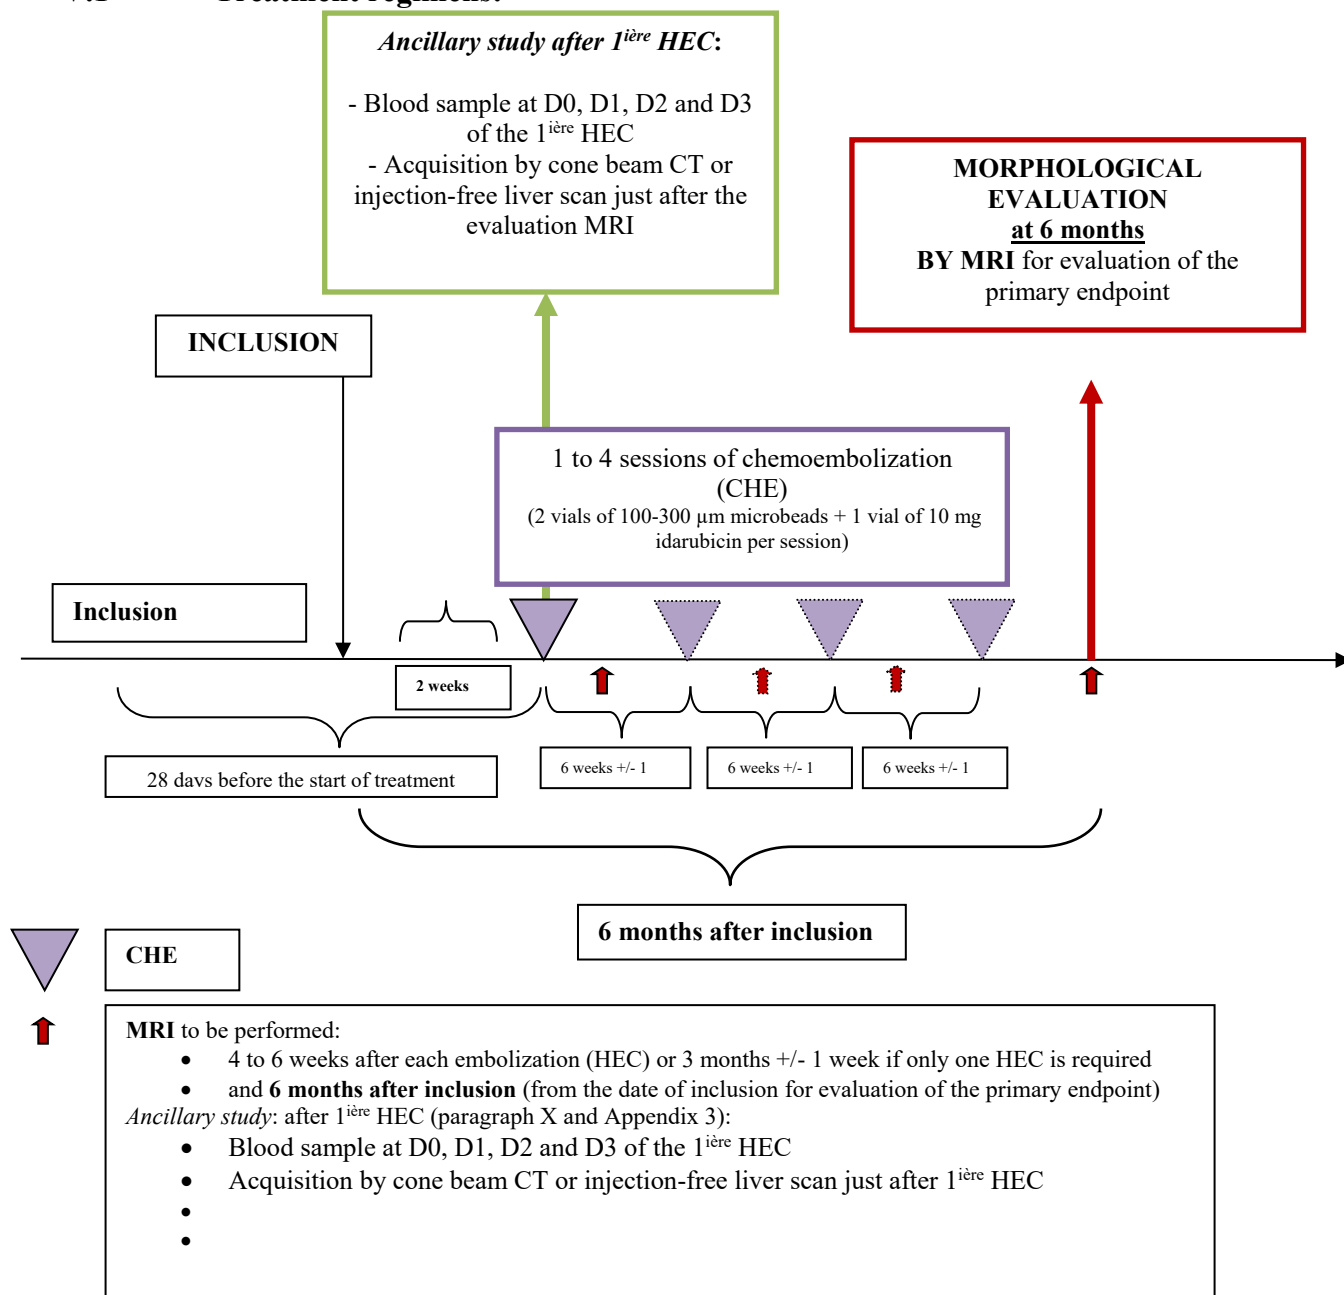 Ancillary study after 1ière HEC:
- Blood sample at D0, D1, D2 and D3
of the 1ière HEC
- Acquisition by cone beam CT or
injection-free liver scan just after the
evaluation MRI
MORPHOLOGICAL
EVALUATION
at 6 months
BY MRI for evaluation of the
primary endpoint
INCLUSION
1 to 4 sessions of chemoembolization
(CHE)
(2 vials of 100-300 µm microbeads + 1 vial of 10 mg
idarubicin per session)
Inclusion
2 weeks
28 days before the start of treatment
6 weeks +/- 1
6 weeks +/- 1
6 weeks +/- 1
6 months after inclusion
CHE
MRI to be performed:
• 4 to 6 weeks after each embolization (HEC) or 3 months +/- 1 week if only one HEC is required
• and 6 months after inclusion (from the date of inclusion for evaluation of the primary endpoint)
Ancillary study: after 1ière HEC (paragraph X and Appendix 3):
• Blood sample at D0, D1, D2 and D3 of the 1ière HEC
• Acquisition by cone beam CT or injection-free liver scan just after 1ière HEC
•
•